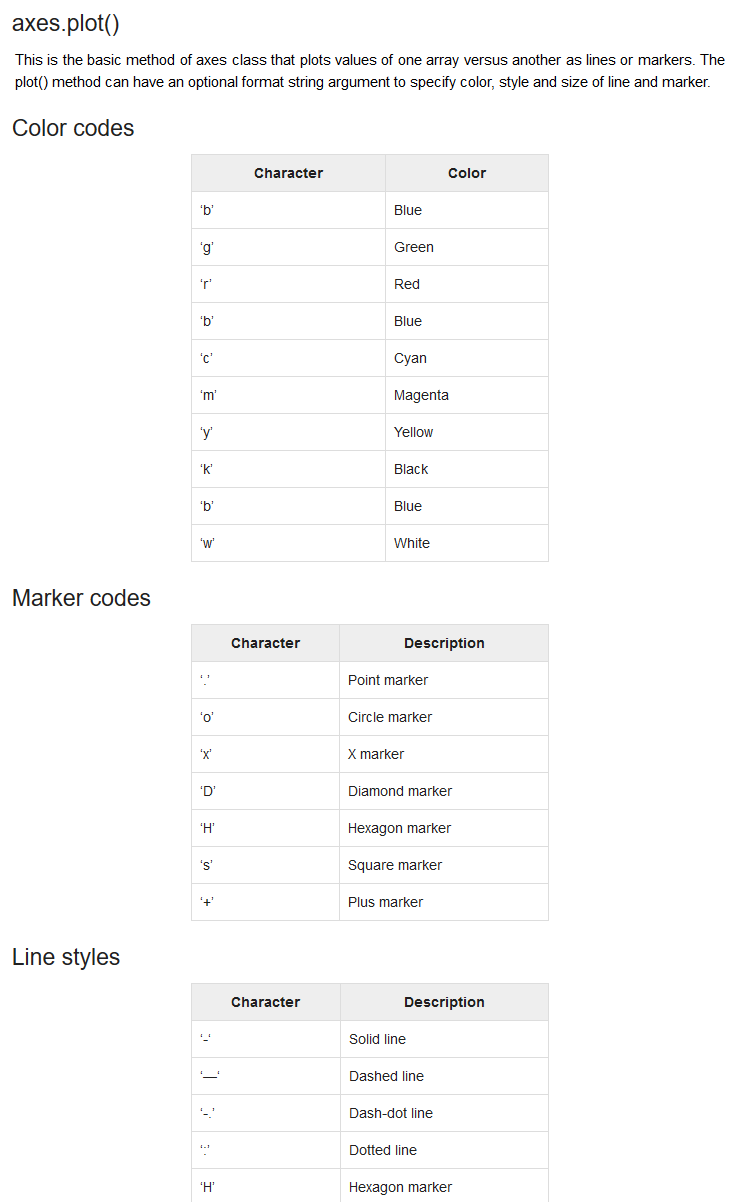 axes.plot()
This is the basic method of axes class that plots values of one array versus another as lines or markers. The
plot() method can have an optional format string argument to specify color, style and size of line and marker.
Color codes
Character Color
‘b’ Blue
‘g’ Green
‘r’ Red
‘b’ Blue
‘c’ Cyan
‘m’ Magenta
‘y’ Yellow
‘k’ Black
‘b’ Blue
‘w’ White
Marker codes
Character Description
‘.’ Point marker
‘o’ Circle marker
‘x’ X marker
‘D’ Diamond marker
‘H’ Hexagon marker
‘s’ Square marker
‘+’ Plus marker
Line styles
Character Description
‘-‘ Solid line
‘—‘ Dashed line
‘-.’ Dash-dot line
‘:’ Dotted line
‘H’ Hexagon marker